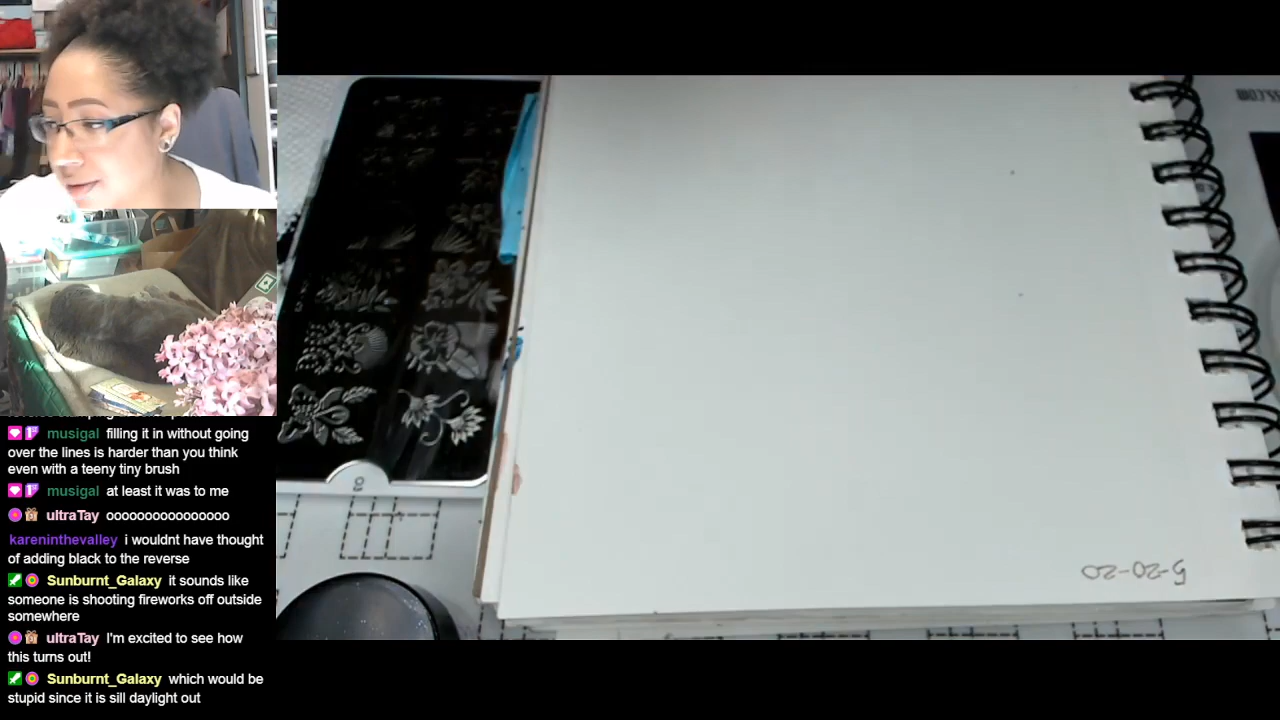 musigal filling it in without going
over the lines is harder than you think
even with a teeny tiny brush
musigal at least it was to me
ultraTay ooooooooooooooo
kareninthevalley i wouldnt have thought
of adding black to the reverse
Sunburnt_Galaxy it sounds like
someone is shooting fireworks off outside
somewhere
ultraTay I'm excited to see how
this turns out!
Sunburnt_Galaxy which would be
stupid since it is sill daylight out
5-20-20